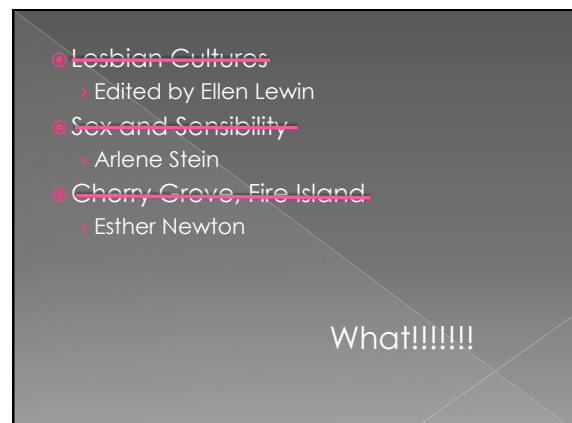 Lesbian Cultures
Edited by Ellen Lewin
Sex and Sensibility
Arlene Stein
Cherry Grove, Fire Island
Esther Newton
What!!!!!!!